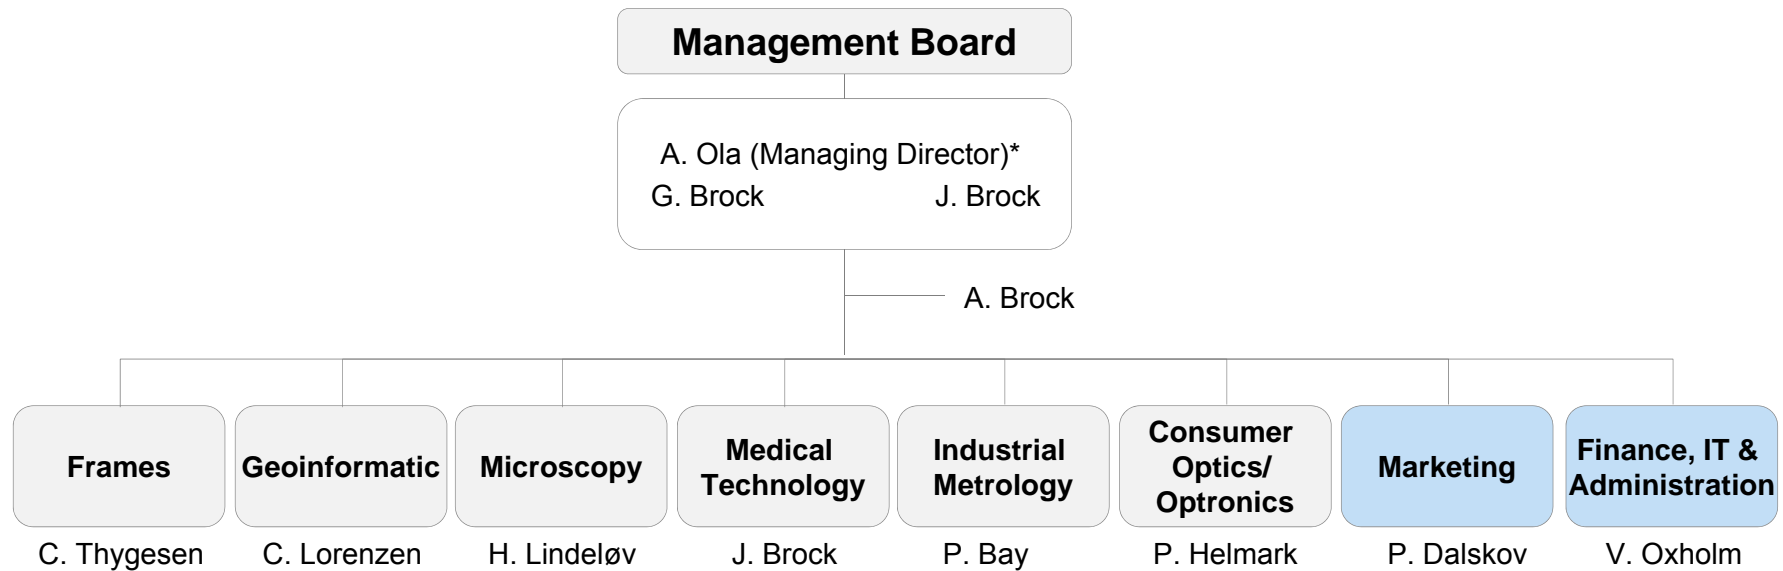 Management Board
A. Ola (Managing Director)*
G. Brock J. Brock
A. Brock
Frames
Geoinformatic
Microscopy
Medical
Technology
Industrial
Metrology
Consumer
Optics/
Optronics
Marketing
Finance, IT &
Administration
C. Thygesen
C. Lorenzen
H. Lindeløv
J. Brock
P. Bay
P. Helmark
P. Dalskov
V. Oxholm